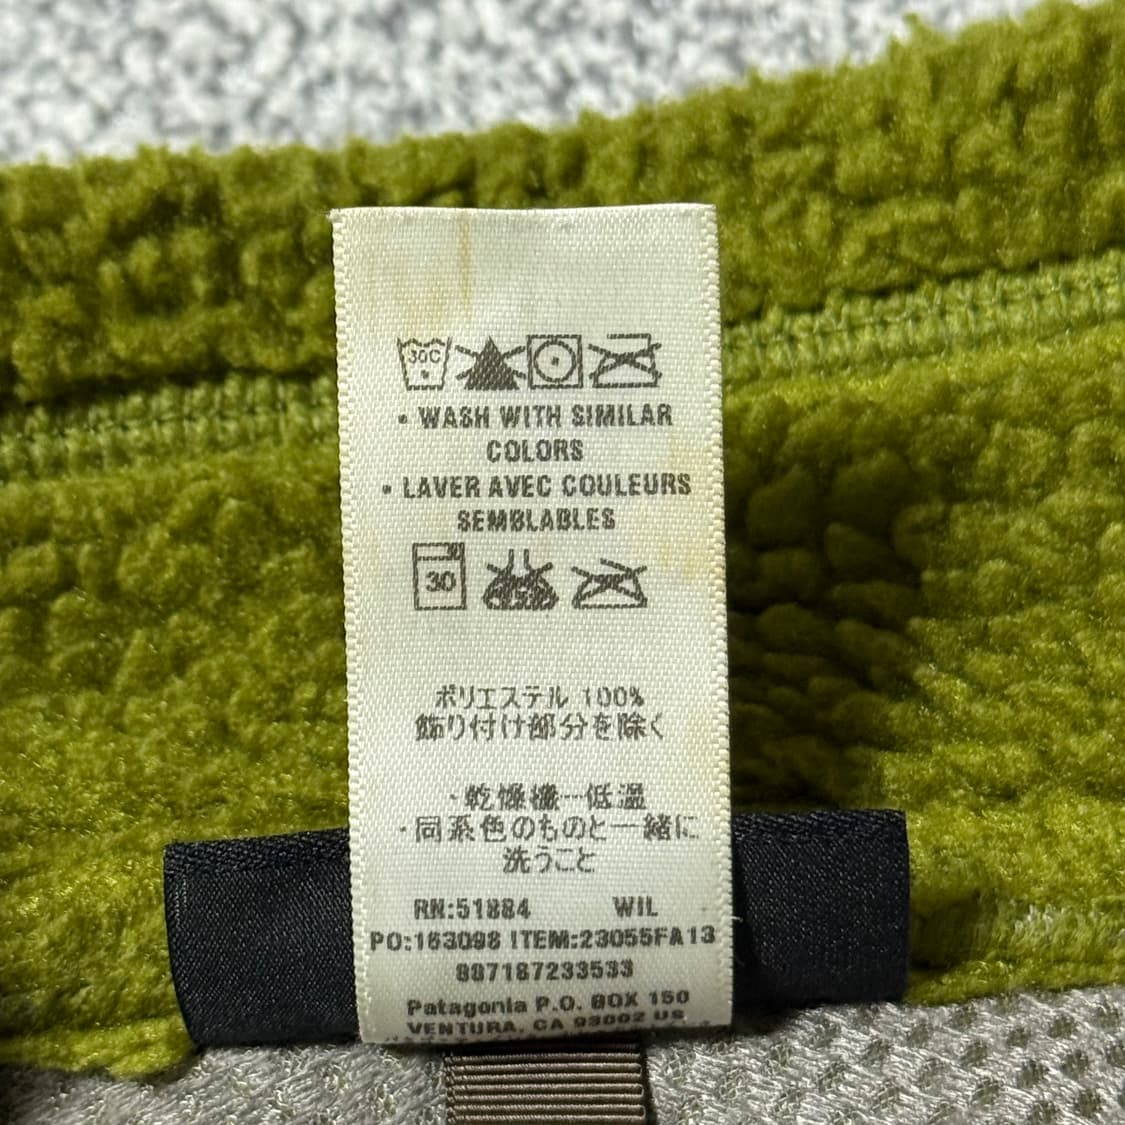 30C
• WASH WITH SIMILAR
COLORS
• LAVER AVEC COULEURS
SEMBLABLES
30
ポリエステル 100%
飾り付け部分を除く
・乾燥機一低温
・同系色のものと一緒に
洗うこと
RN:51884 WIL
PO:163098 ITEM:23055FA13
887187233533
Patagonia P.O. BOX 150
VENTURA, CA 93002 US